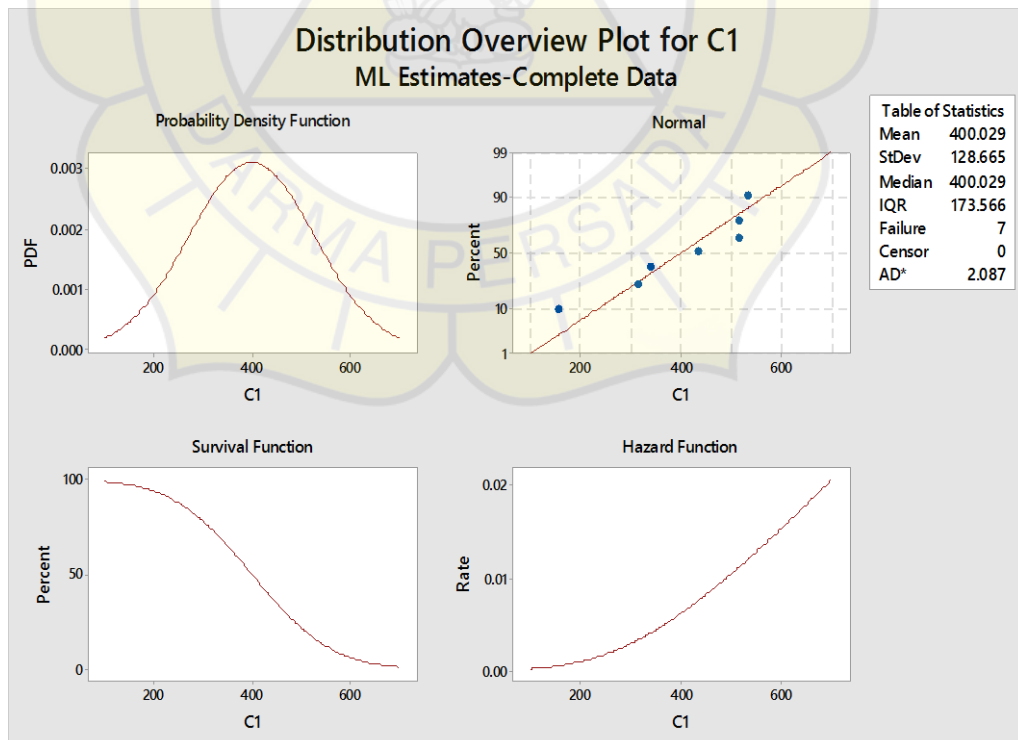 Distribution Overview Plot for C1
ML Estimates-Complete Data
Probability Density Function
0.003
0.002
0.001
0.000
PDF
200 400 600
C1
Normal
99
90
50
10
1
Percent
200 400 600
C1
Table of Statistics
Mean 400.029
StDev 128.665
Median 400.029
IQR 173.566
Failure 7
Censor 0
AD* 2.087
Survival Function
100
50
0
Percent
200 400 600
C1
Hazard Function
0.02
0.01
0.00
Rate
200 400 600
C1
DARMA PERSADA